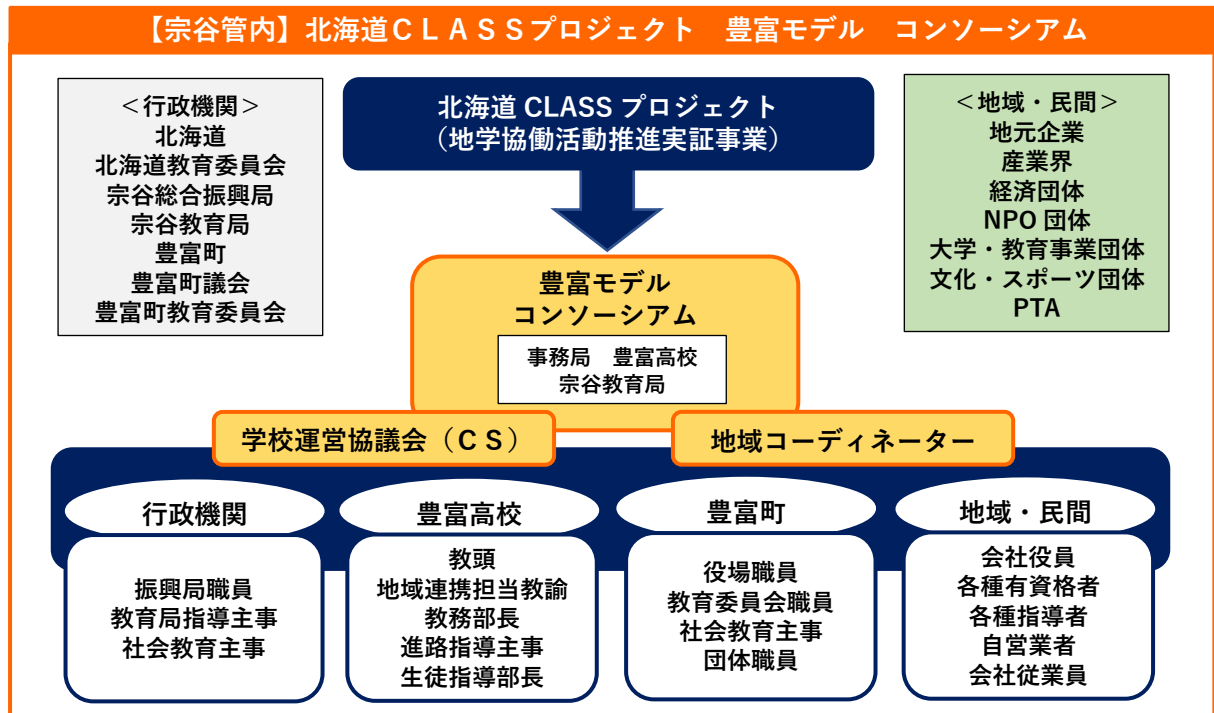 【宗谷管内】北海道ＣＬＡＳＳプロジェクト　豊富モデル　コンソーシアム
＜行政機関＞
北海道
北海道教育委員会
宗谷総合振興局
宗谷教育局
豊富町
豊富町議会
豊富町教育委員会
北海道 CLASS プロジェクト
（地学協働活動推進実証事業）
＜地域・民間＞
地元企業
産業界
経済団体
NPO 団体
大学・教育事業団体
文化・スポーツ団体
PTA
豊富モデル
コンソーシアム
事務局　豊富高校
宗谷教育局
学校運営協議会（ＣＳ）
地域コーディネーター
行政機関
振興局職員
教育局指導主事
社会教育主事
豊富高校
教頭
地域連携担当教諭
教務部長
進路指導主事
生徒指導部長
豊富町
役場職員
教育委員会職員
社会教育主事
団体職員
地域・民間
会社役員
各種有資格者
各種指導者
自営業者
会社従業員